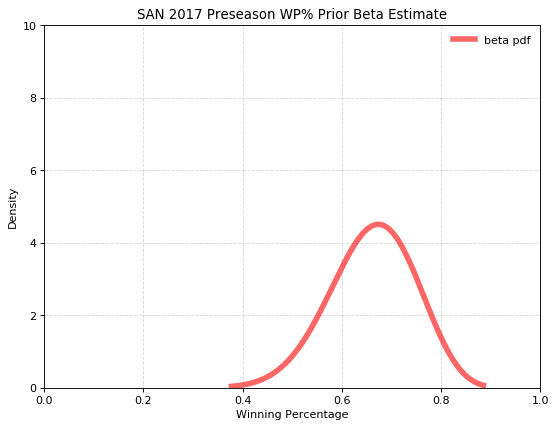 SAN 2017 Preseason WP% Prior Beta Estimate
beta pdf
10
8
6
4
2
0
Density
0.0 0.2 0.4 0.6 0.8 1.0
Winning Percentage